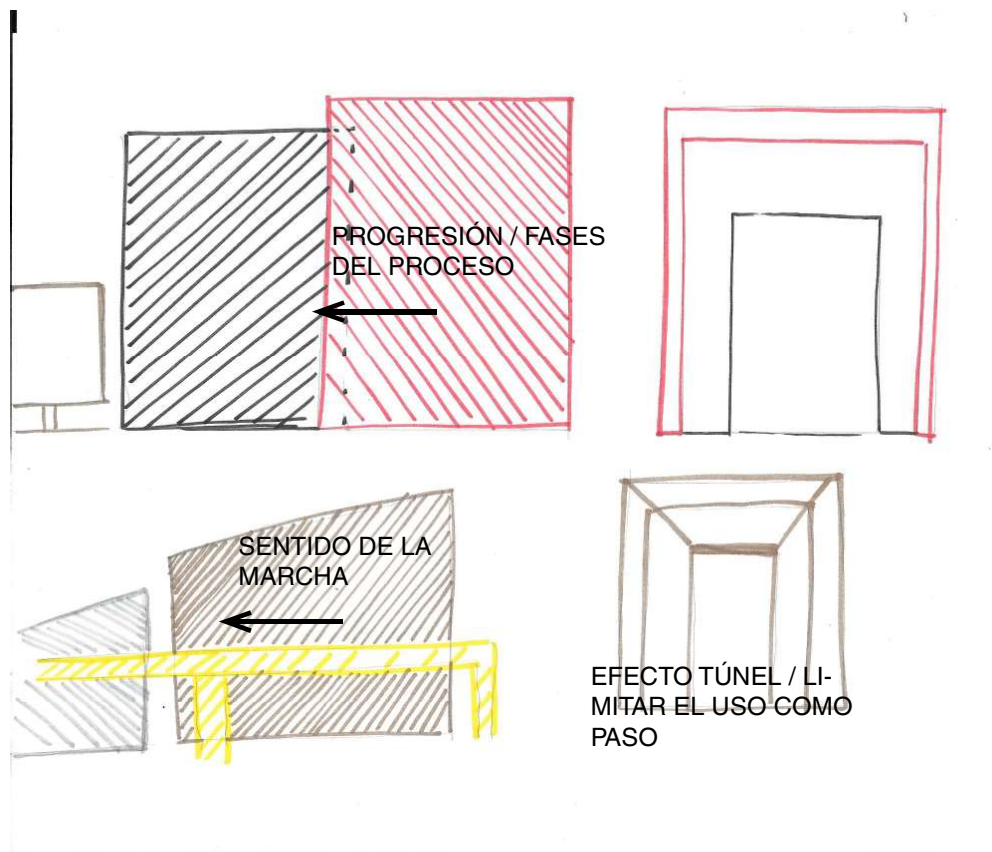 PROGRESIÓN / FASES
DEL PROCESO
SENTIDO DE LA
MARCHA
EFECTO TÚNEL / LI-
MITAR EL USO COMO
PASO